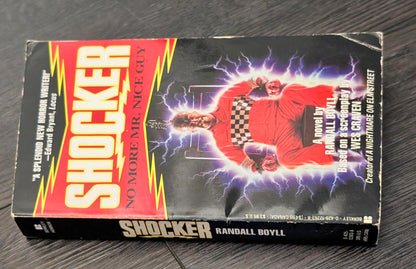 "A SPLENDID NEW HORROR WRITER!"
—Edward Bryant, Locus
SHOCKER
NO MORE MR. NICE GUY
A novel by
RANDALL BOYLL
Based on a screenplay by
WES CRAVEN
Creator of A NIGHTMARE ON ELM STREET
BERKLEY
SHOCKER
RANDALL BOYLL